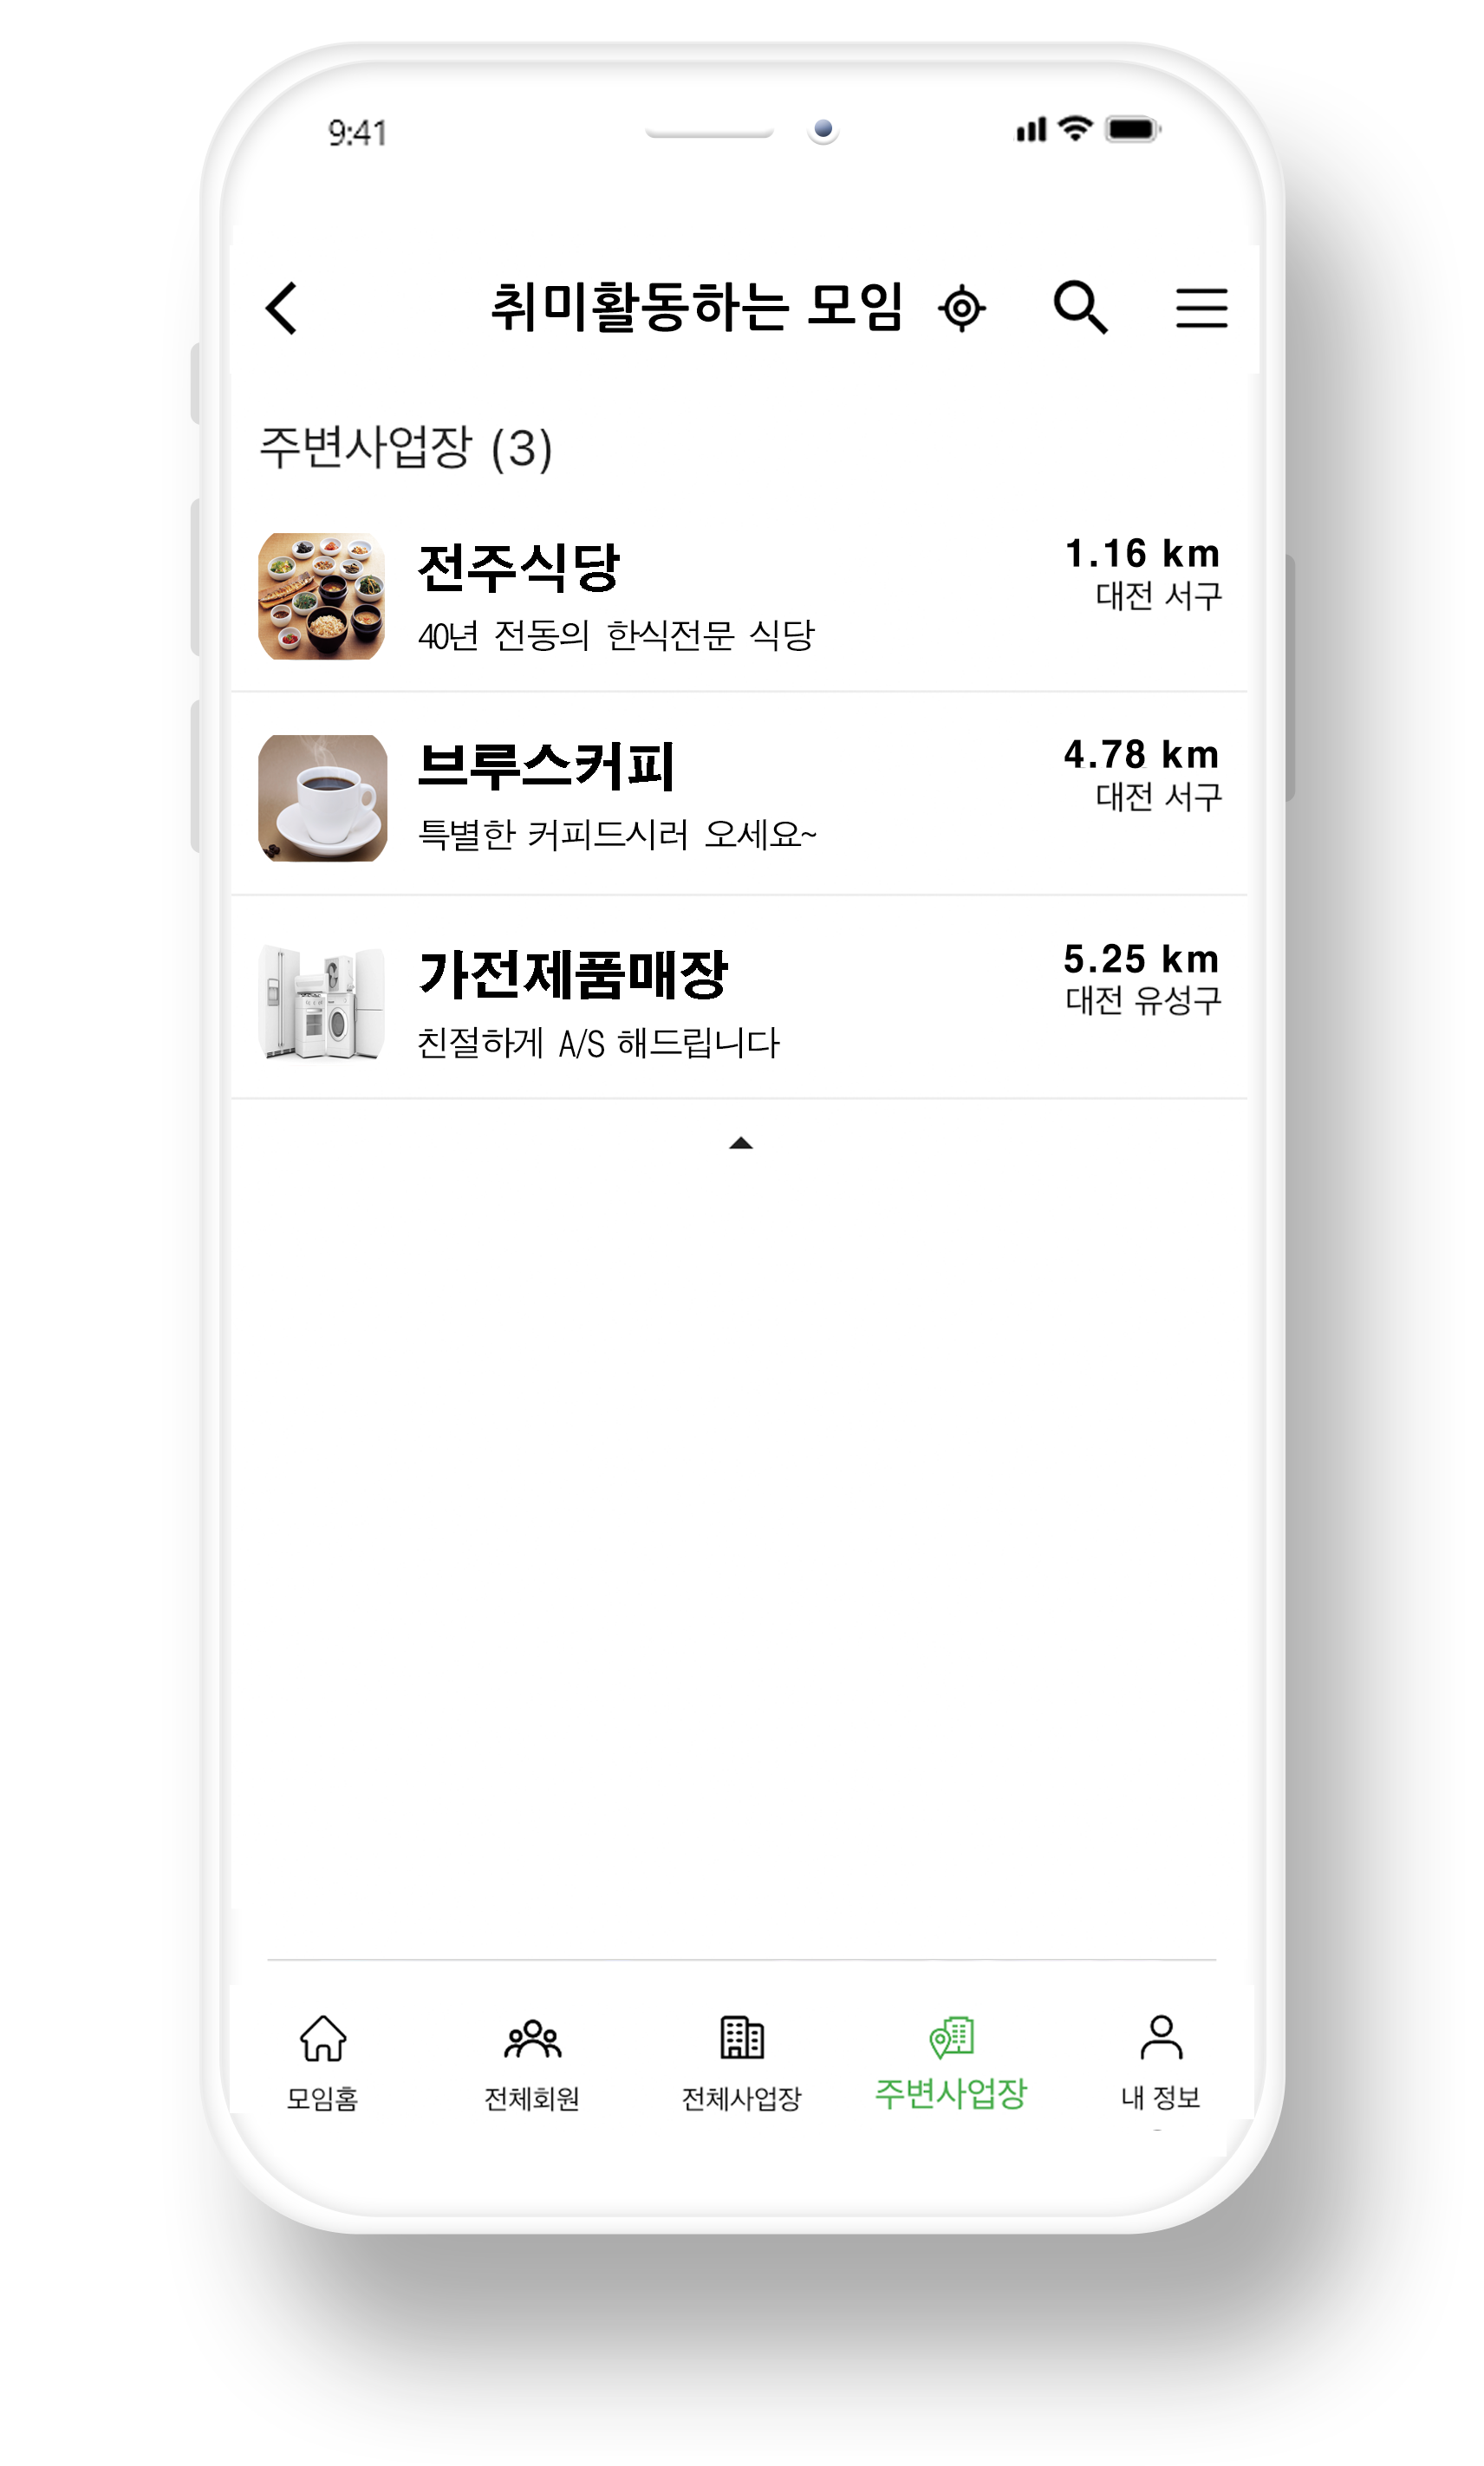 9:41
취미활동하는 모임
주변사업장 (3)
전주식당
1.16 km
대전 서구
40년 전동의 한식전문 식당
브루스커피
4.78 km
대전 서구
특별한 커피드시러 오세요~
가전제품매장
5.25 km
대전 유성구
친절하게 A/S 해드립니다
모임홈
전체회원
전체사업장
주변사업장
내 정보